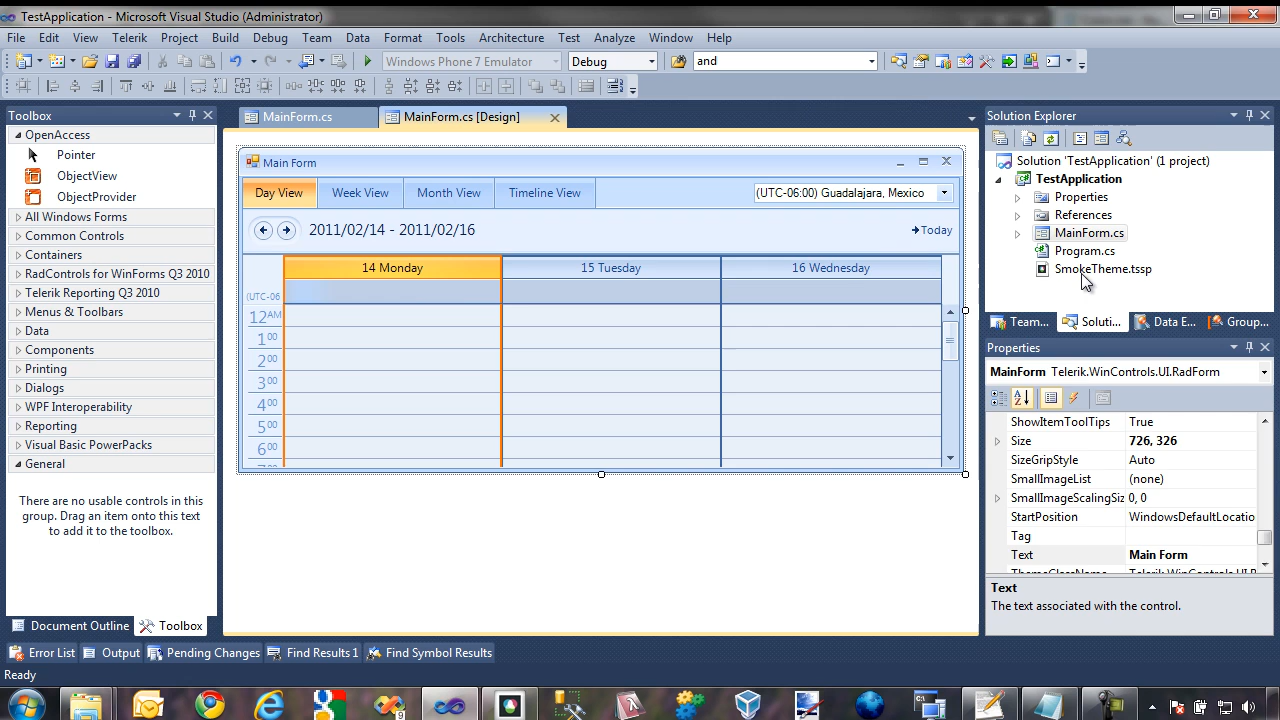 TestApplication - Microsoft Visual Studio (Administrator)
File Edit View Telerik Project Build Debug Team Data Format Tools Architecture Test Analyze Window Help
Windows Phone 7 Emulator Debug and
Toolbox
OpenAccess
Pointer
ObjectView
ObjectProvider
All Windows Forms
Common Controls
Containers
RadControls for WinForms Q3 2010
Telerik Reporting Q3 2010
Menus & Toolbars
Data
Components
Printing
Dialogs
WPF Interoperability
Reporting
Visual Basic PowerPacks
General
There are no usable controls in this
group. Drag an item onto this text
to add it to the toolbox.
Document Outline Toolbox
MainForm.cs MainForm.cs [Design]
Main Form
Day View Week View Month View Timeline View (UTC-06:00) Guadalajara, Mexico
2011/02/14 - 2011/02/16 Today
14 Monday 15 Tuesday 16 Wednesday
(UTC-06
12AM
100
200
300
400
500
600
Solution Explorer
Solution 'TestApplication' (1 project)
TestApplication
Properties
References
MainForm.cs
Program.cs
SmokeTheme.tssp
Team... Soluti... Data E... Group...
Properties
MainForm Telerik.WinControls.UI.RadForm
ShowItemToolTips True
Size 726, 326
SizeGripStyle Auto
SmallImageList (none)
SmallImageScalingSiz 0, 0
StartPosition WindowsDefaultLocatio
Tag
Text Main Form
ThemeClassName Telerik.WinControls.UI.R
Text
The text associated with the control.
Error List Output Pending Changes Find Results 1 Find Symbol Results
Ready
9